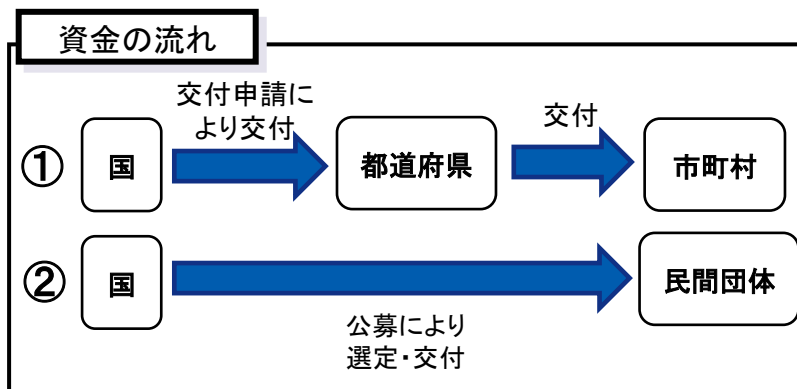 資金の流れ
交付申請に
より交付
交付
①
国
都道府県
市町村
②
国
民間団体
公募により
選定・交付